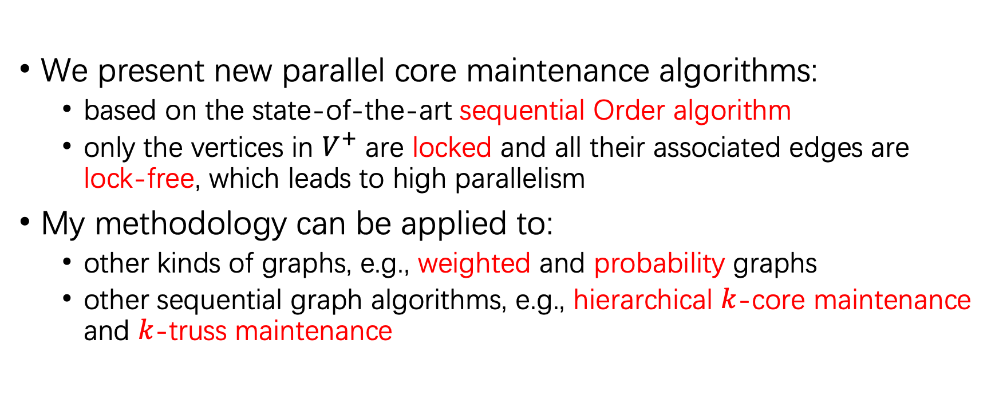 • We present new parallel core maintenance algorithms:
• based on the state-of-the-art sequential Order algorithm
• only the vertices in V⁺ are locked and all their associated edges are
lock-free, which leads to high parallelism
• My methodology can be applied to:
• other kinds of graphs, e.g., weighted and probability graphs
• other sequential graph algorithms, e.g., hierarchical k-core maintenance
and k-truss maintenance